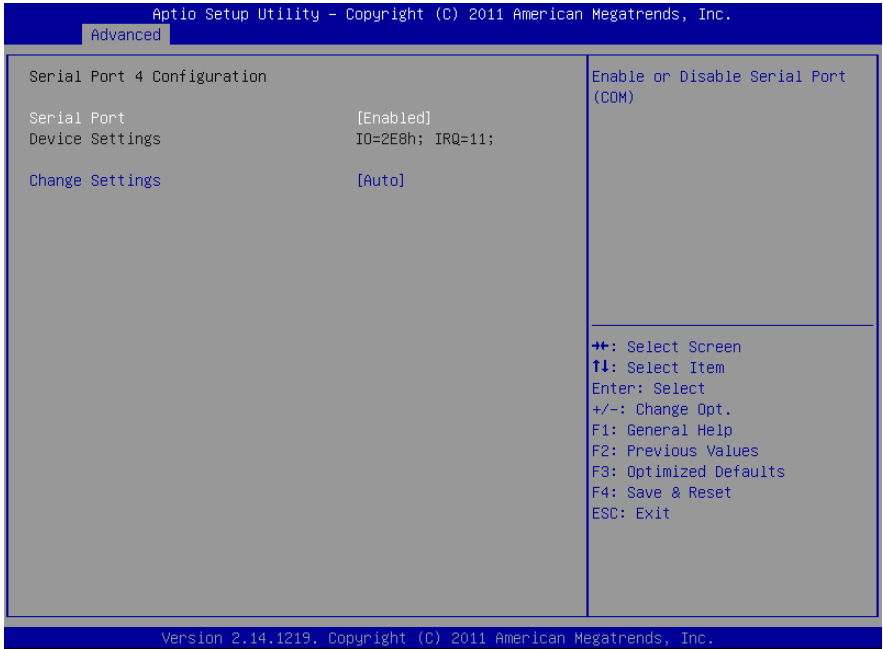 Aptio Setup Utility – Copyright (C) 2011 American Megatrends, Inc.
Advanced
Serial Port 4 Configuration
Serial Port [Enabled]
Device Settings IO=2E8h; IRQ=11;
Change Settings [Auto]
Enable or Disable Serial Port
(COM)
→←: Select Screen
↑↓: Select Item
Enter: Select
+/-: Change Opt.
F1: General Help
F2: Previous Values
F3: Optimized Defaults
F4: Save & Reset
ESC: Exit
Version 2.14.1219. Copyright (C) 2011 American Megatrends, Inc.